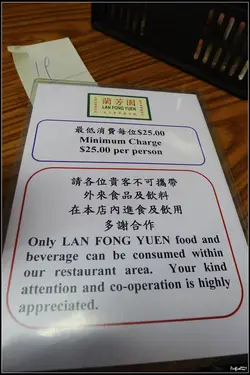 蘭芳園
LAN FONG YUEN
最低消費每位$25.00
Minimum Charge
$25.00 per person
請各位貴客不可攜帶
外來食品及飲料
在本店內進食及飲用
多謝合作
Only LAN FONG YUEN food and
beverage can be consumed within
our restaurant area. Your kind
attention and co-operation is highly
appreciated.